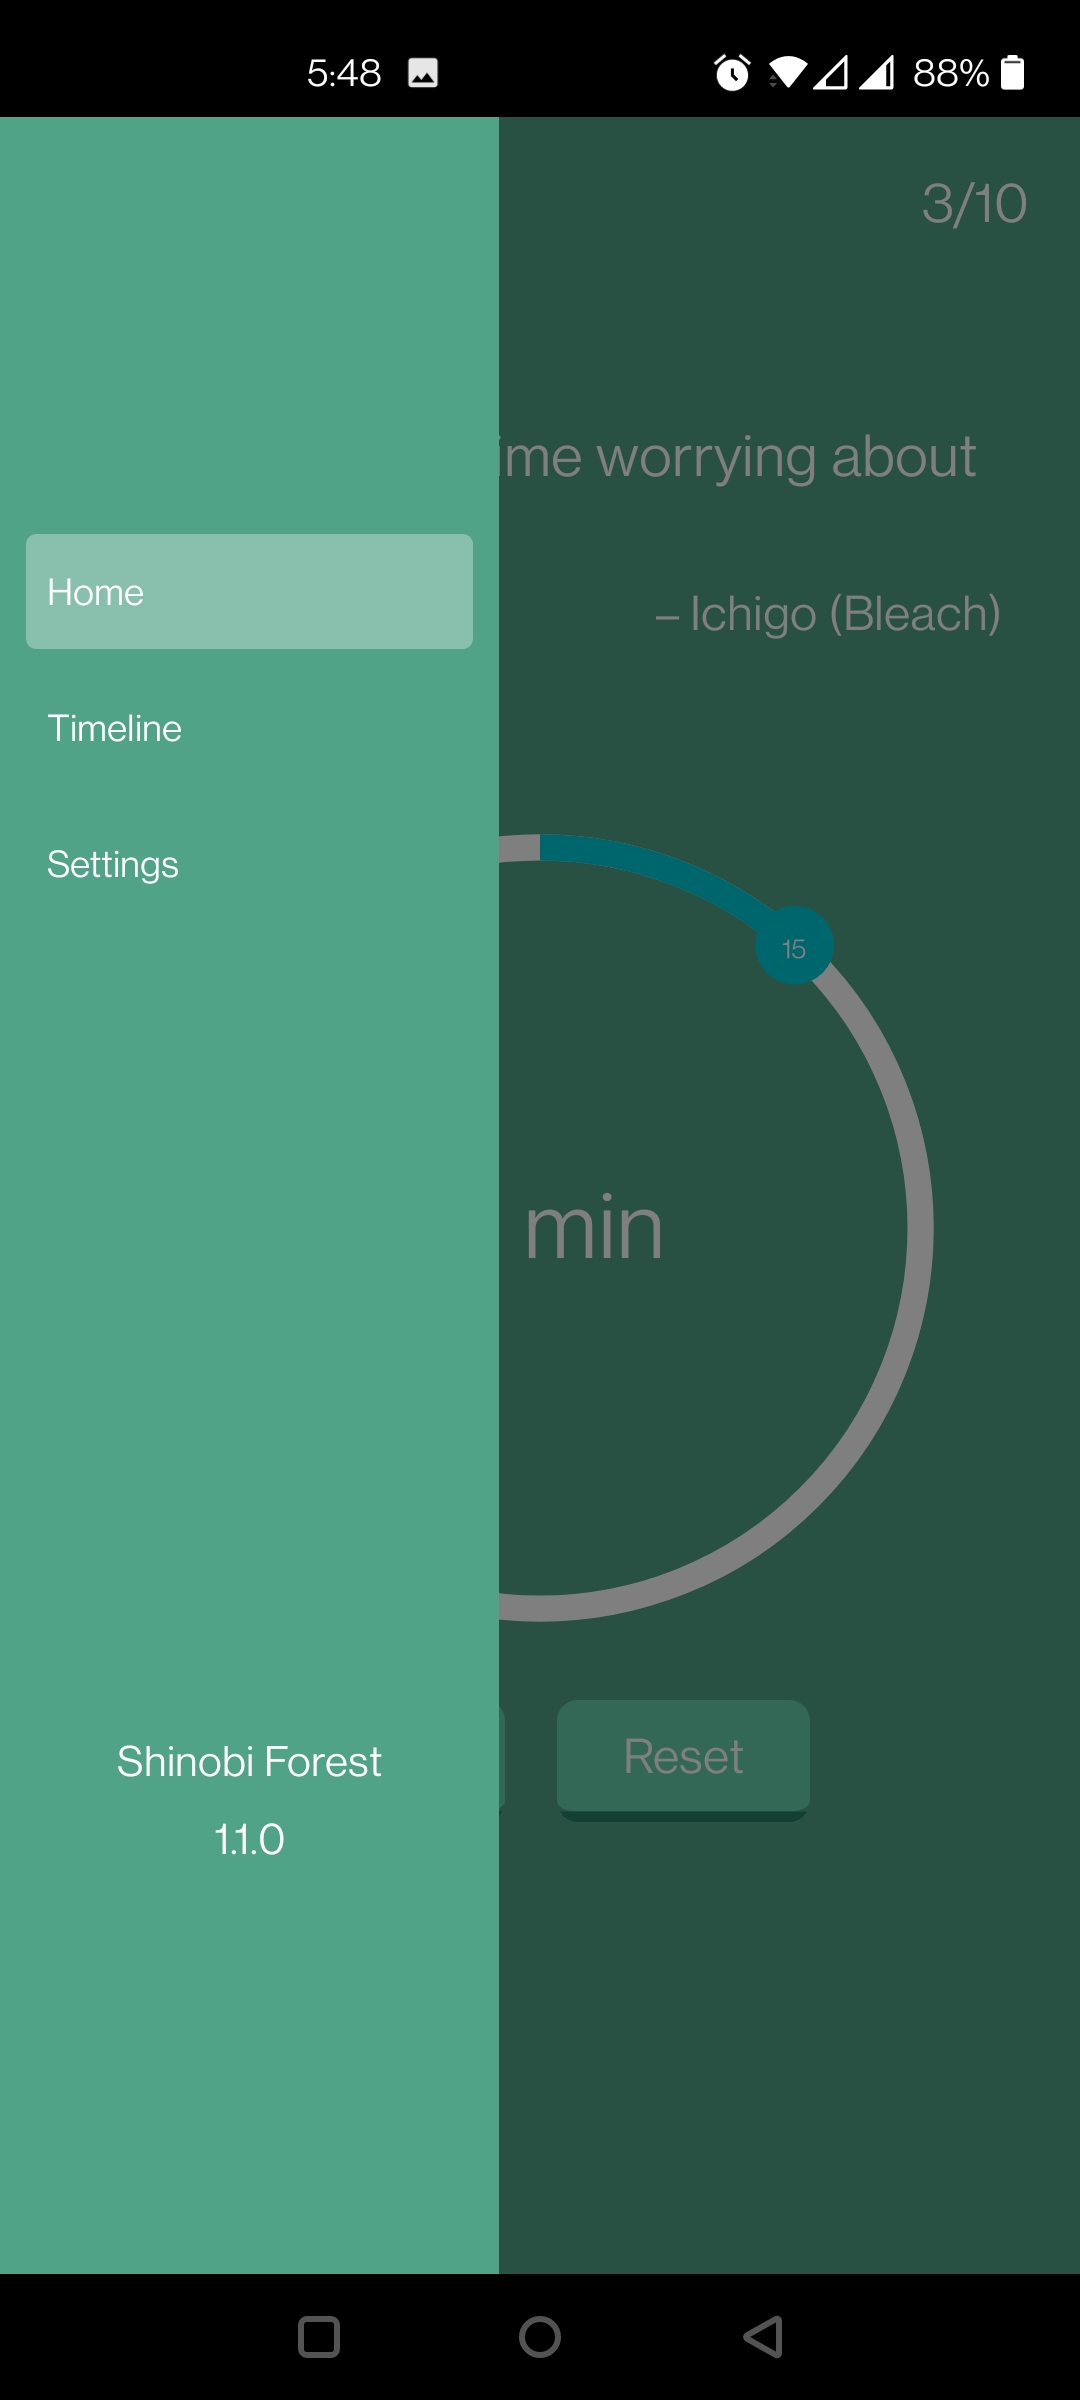 5:48
88%
3/10
me worrying about
– Ichigo (Bleach)
Home
Timeline
Settings
15
min
Reset
Shinobi Forest
1.1.0